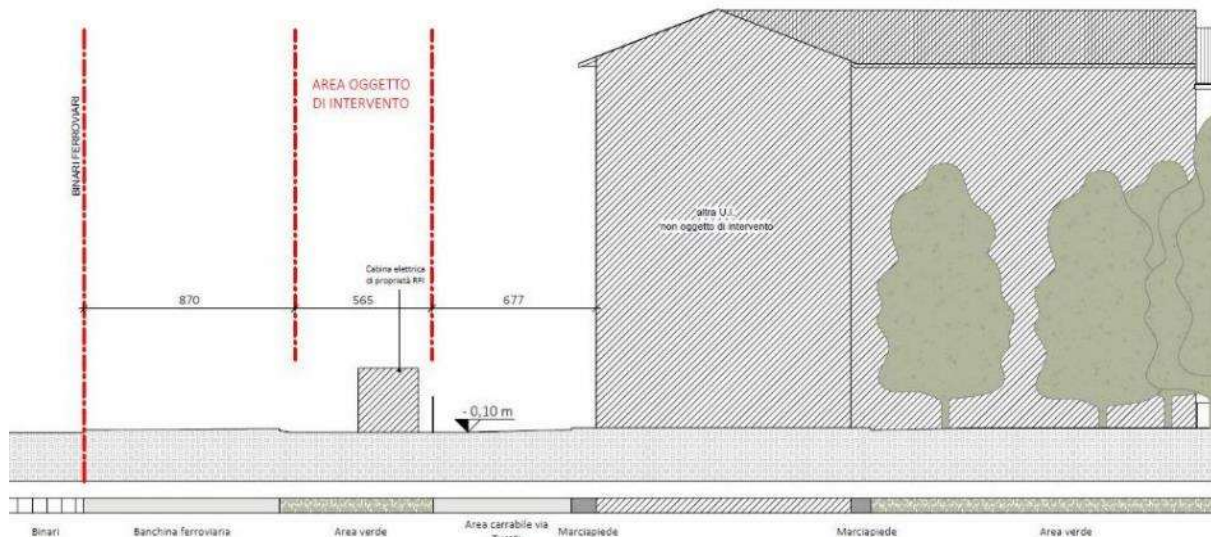 AREA OGGETTO
DI INTERVENTO
BINARI FERROVIARI
altra U.I.
non oggetto di intervento
Cabina elettrica
di proprietà RFI
870
565
677
- 0,10 m
Binari
Banchina ferroviaria
Area verde
Area carrabile via
Marciapiede
Marciapiede
Area verde